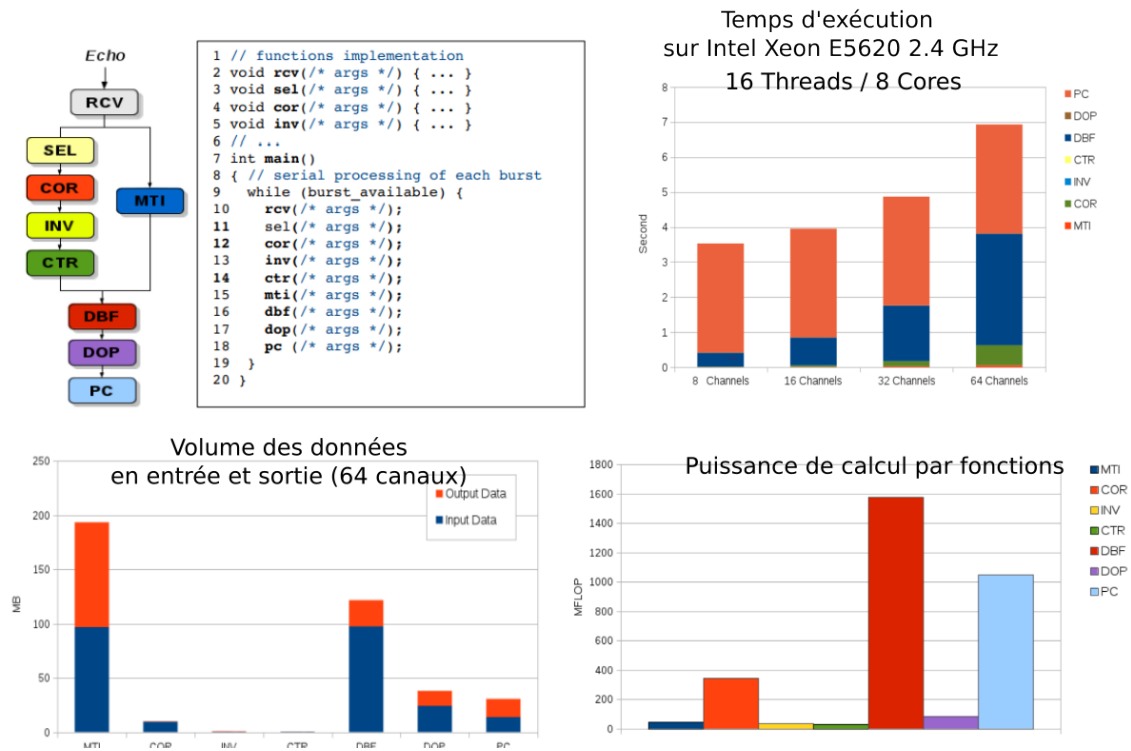 Echo
RCV
SEL
COR
INV
CTR
MTI
DBF
DOP
PC
1 // functions implementation
2 void rcv(/* args */) { ... }
3 void sel(/* args */) { ... }
4 void cor(/* args */) { ... }
5 void inv(/* args */) { ... }
6 // ...
7 int main()
8 { // serial processing of each burst
9 while (burst_available) {
10 rcv(/* args */);
11 sel(/* args */);
12 cor(/* args */);
13 inv(/* args */);
14 ctr(/* args */);
15 mti(/* args */);
16 dbf(/* args */);
17 dop(/* args */);
18 pc (/* args */);
19 }
20 }
Temps d'exécution
sur Intel Xeon E5620 2.4 GHz
16 Threads / 8 Cores
Second
8
7
6
5
4
3
2
1
0
8 Channels
16 Channels
32 Channels
64 Channels
PC
DOP
DBF
CTR
INV
COR
MTI
Volume des données
en entrée et sortie (64 canaux)
MB
250
200
150
100
50
0
Output Data
Input Data
MTI
COR
INV
CTR
DBF
DOP
PC
Puissance de calcul par fonctions
MFLOP
1800
1600
1400
1200
1000
800
600
400
200
0
MTI
COR
INV
CTR
DBF
DOP
PC